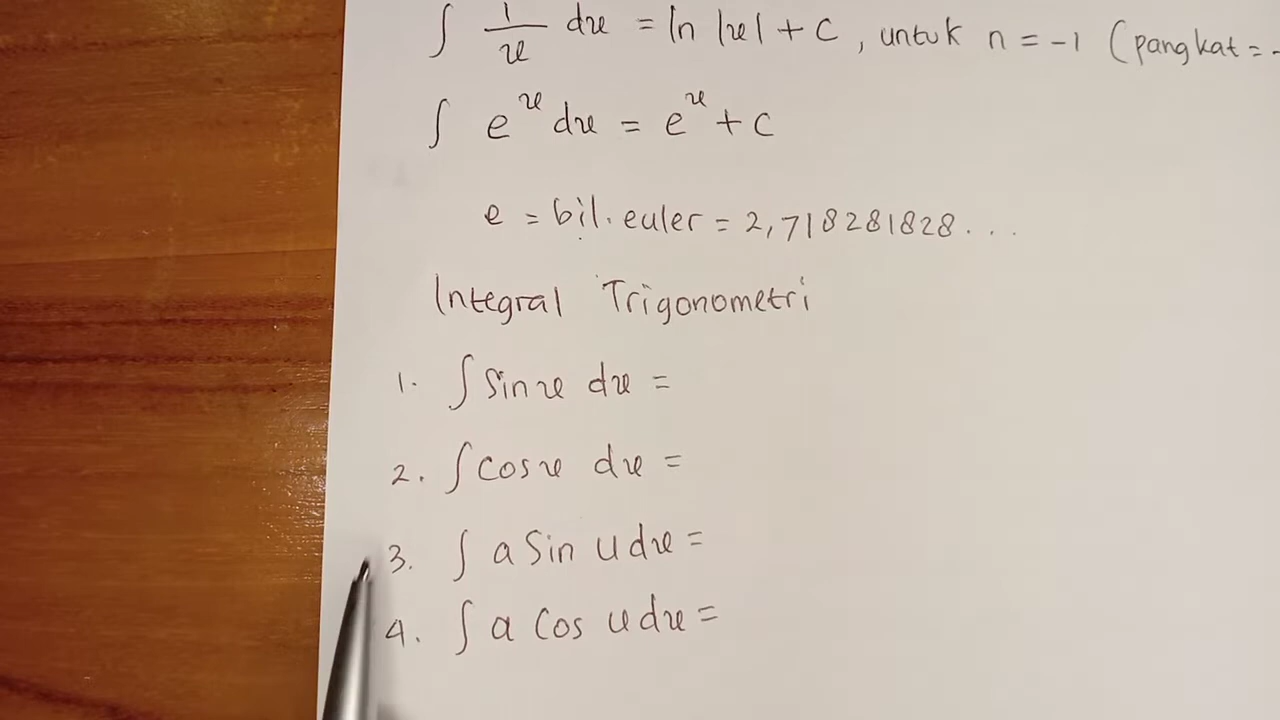 ∫ 1/x dx = ln |x| + C , untuk n = -1 (pangkat = -
∫ e^x dx = e^x + C
e = bil. euler = 2,718281828...
Integral Trigonometri
1. ∫ Sin x dx =
2. ∫ cos x dx =
3. ∫ a Sin u dx =
4. ∫ a Cos u dx =